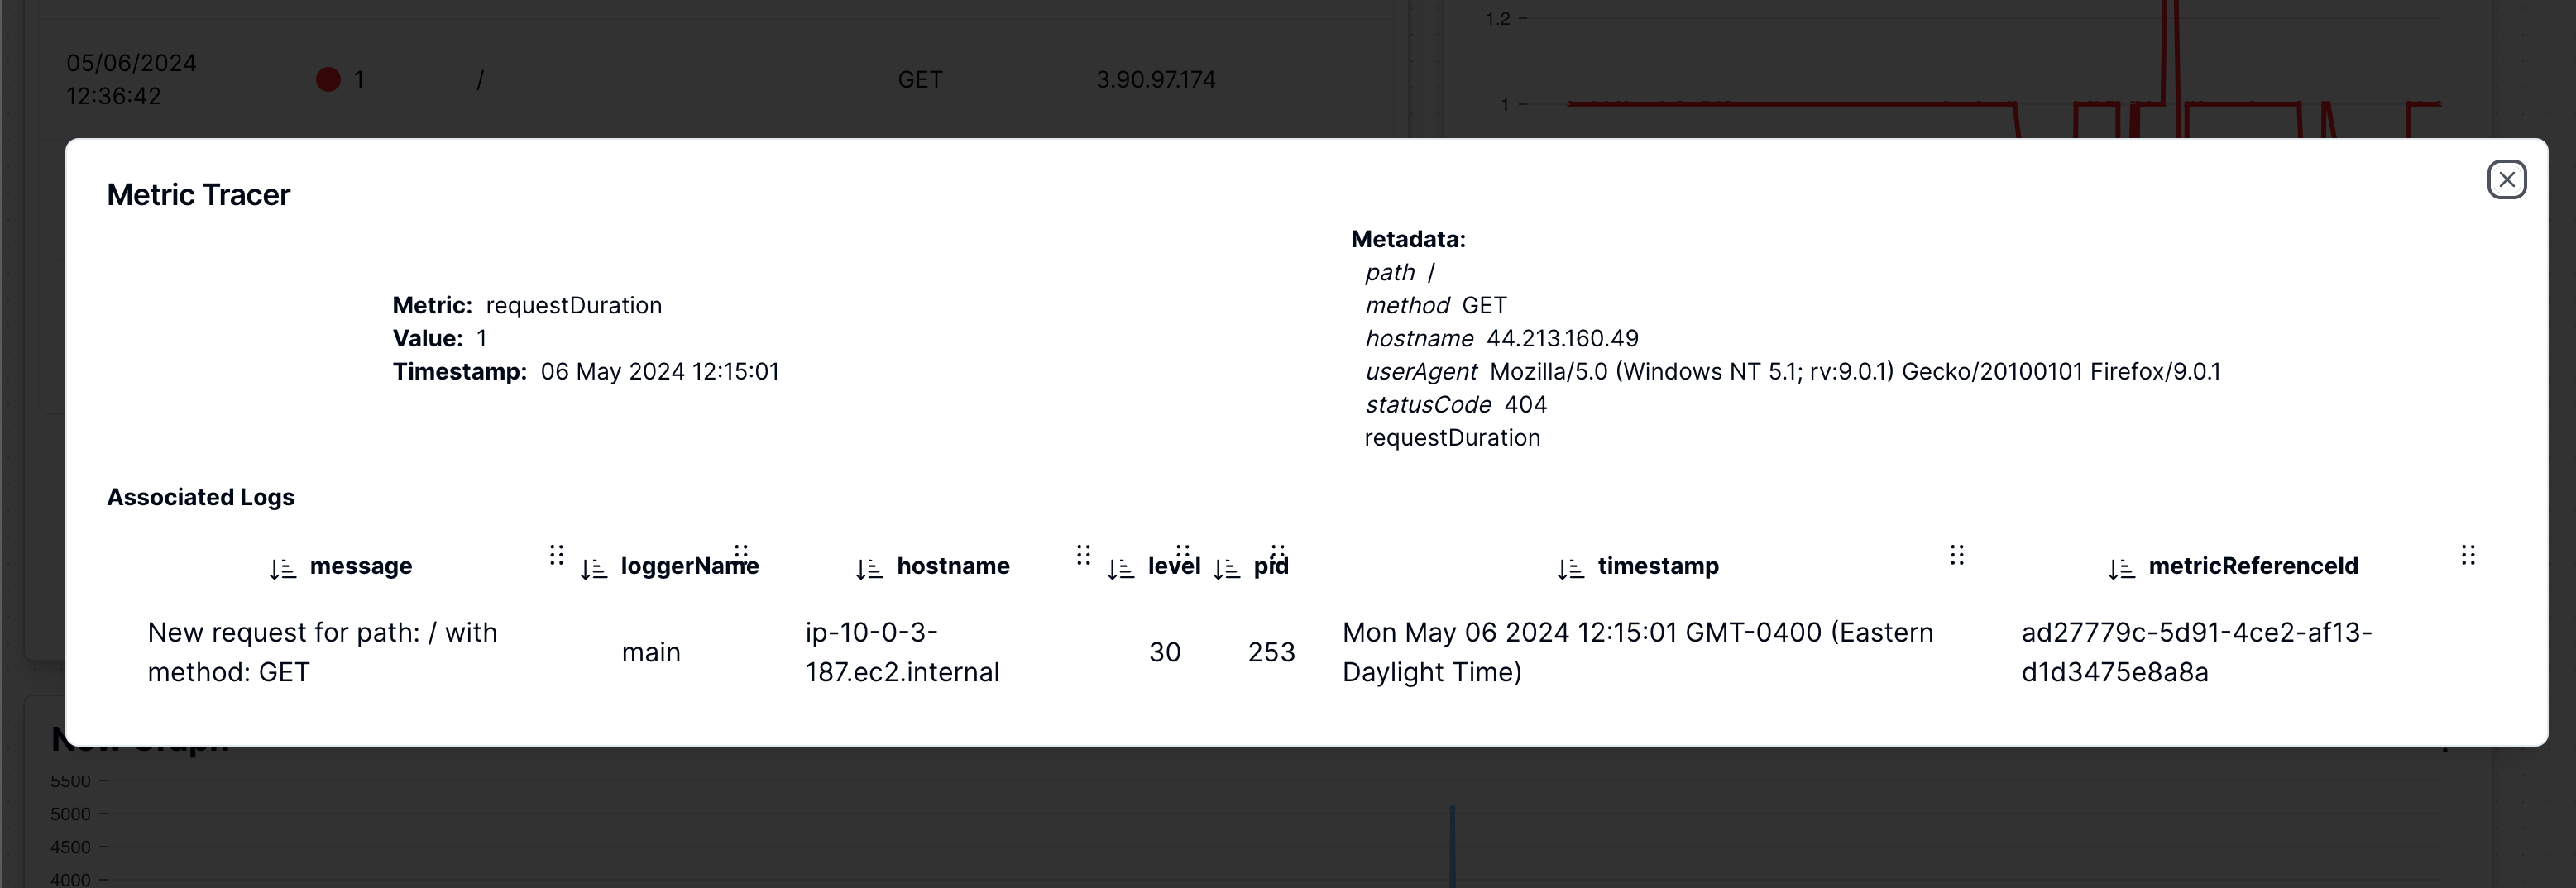 1.2
05/06/2024
12:36:42
1
/
GET
3.90.97.174
1
Metric Tracer
Metric: requestDuration
Value: 1
Timestamp: 06 May 2024 12:15:01
Metadata:
path /
method GET
hostname 44.213.160.49
userAgent Mozilla/5.0 (Windows NT 5.1; rv:9.0.1) Gecko/20100101 Firefox/9.0.1
statusCode 404
requestDuration
Associated Logs
message loggerName hostname level pid timestamp metricReferenceId
New request for path: / with
method: GET
main
ip-10-0-3-
187.ec2.internal
30
253
Mon May 06 2024 12:15:01 GMT-0400 (Eastern
Daylight Time)
ad27779c-5d91-4ce2-af13-
d1d3475e8a8a
New Graph
5500
5000
4500
4000